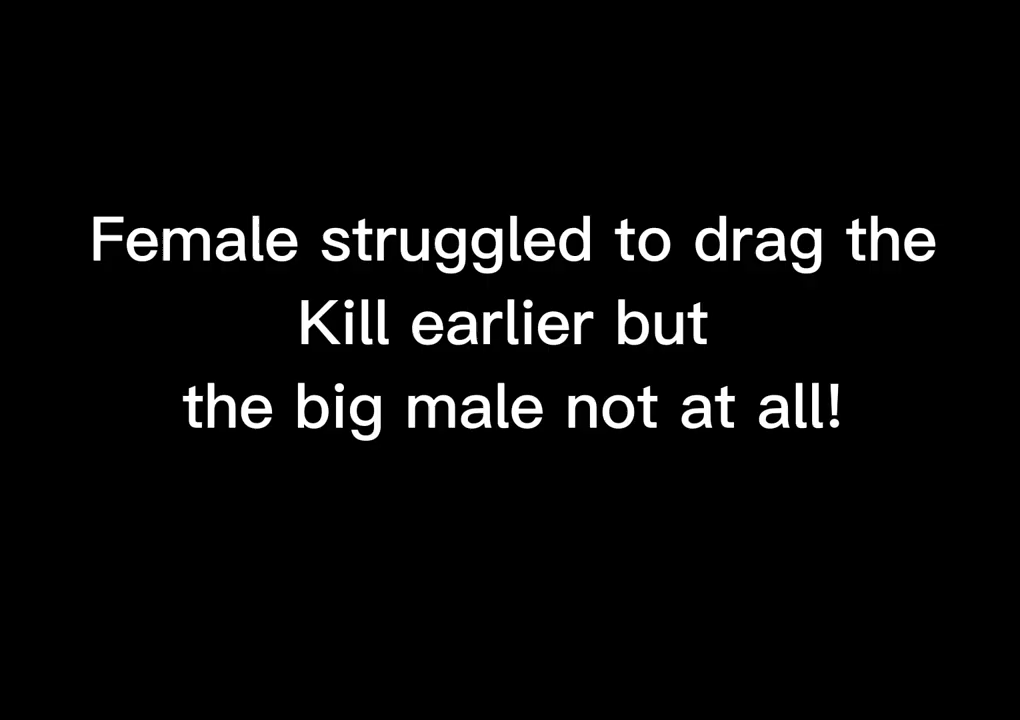 Female struggled to drag the
Kill earlier but
the big male not at all!